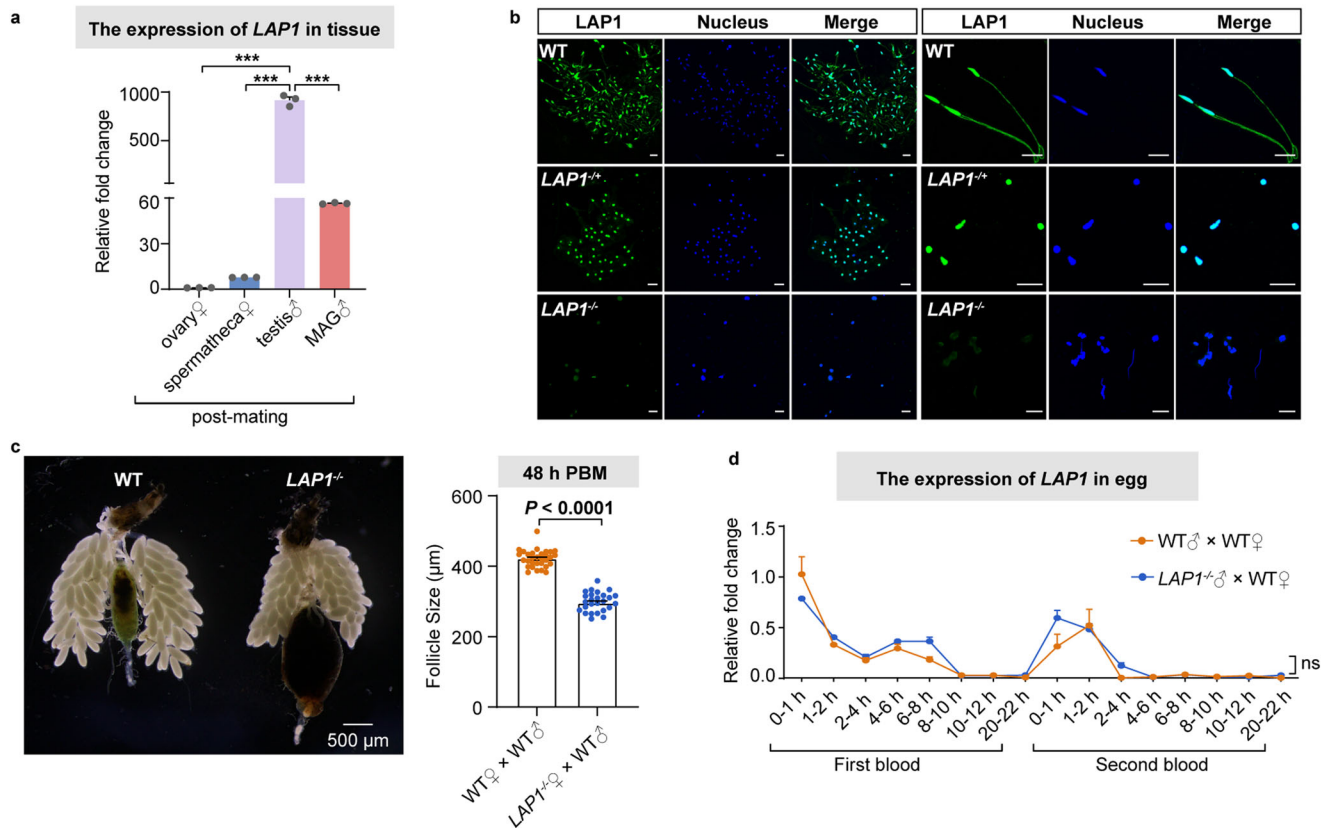 a
The expression of LAP1 in tissue
***
*** ***
Relative fold change
1000
500
60
30
0
ovary♀
spermatheca♀
testis♂
MAG♂
post-mating
b
LAP1 Nucleus Merge LAP1 Nucleus Merge
WT WT
LAP1-/+ LAP1-/+
LAP1-/- LAP1-/-
c
WT LAP1-/-
500 µm
48 h PBM
P < 0.0001
Follicle Size (µm)
600
400
200
0
WT♀ × WT♂
LAP1-/-♀ × WT♂
d
The expression of LAP1 in egg
Relative fold change
1.5
1.0
0.5
0.0
WT♂ × WT♀
LAP1-/-♂ × WT♀
ns
0-1 h
1-2 h
2-4 h
4-6 h
6-8 h
8-10 h
10-12 h
20-22 h
0-1 h
1-2 h
2-4 h
4-6 h
6-8 h
8-10 h
10-12 h
20-22 h
First blood Second blood